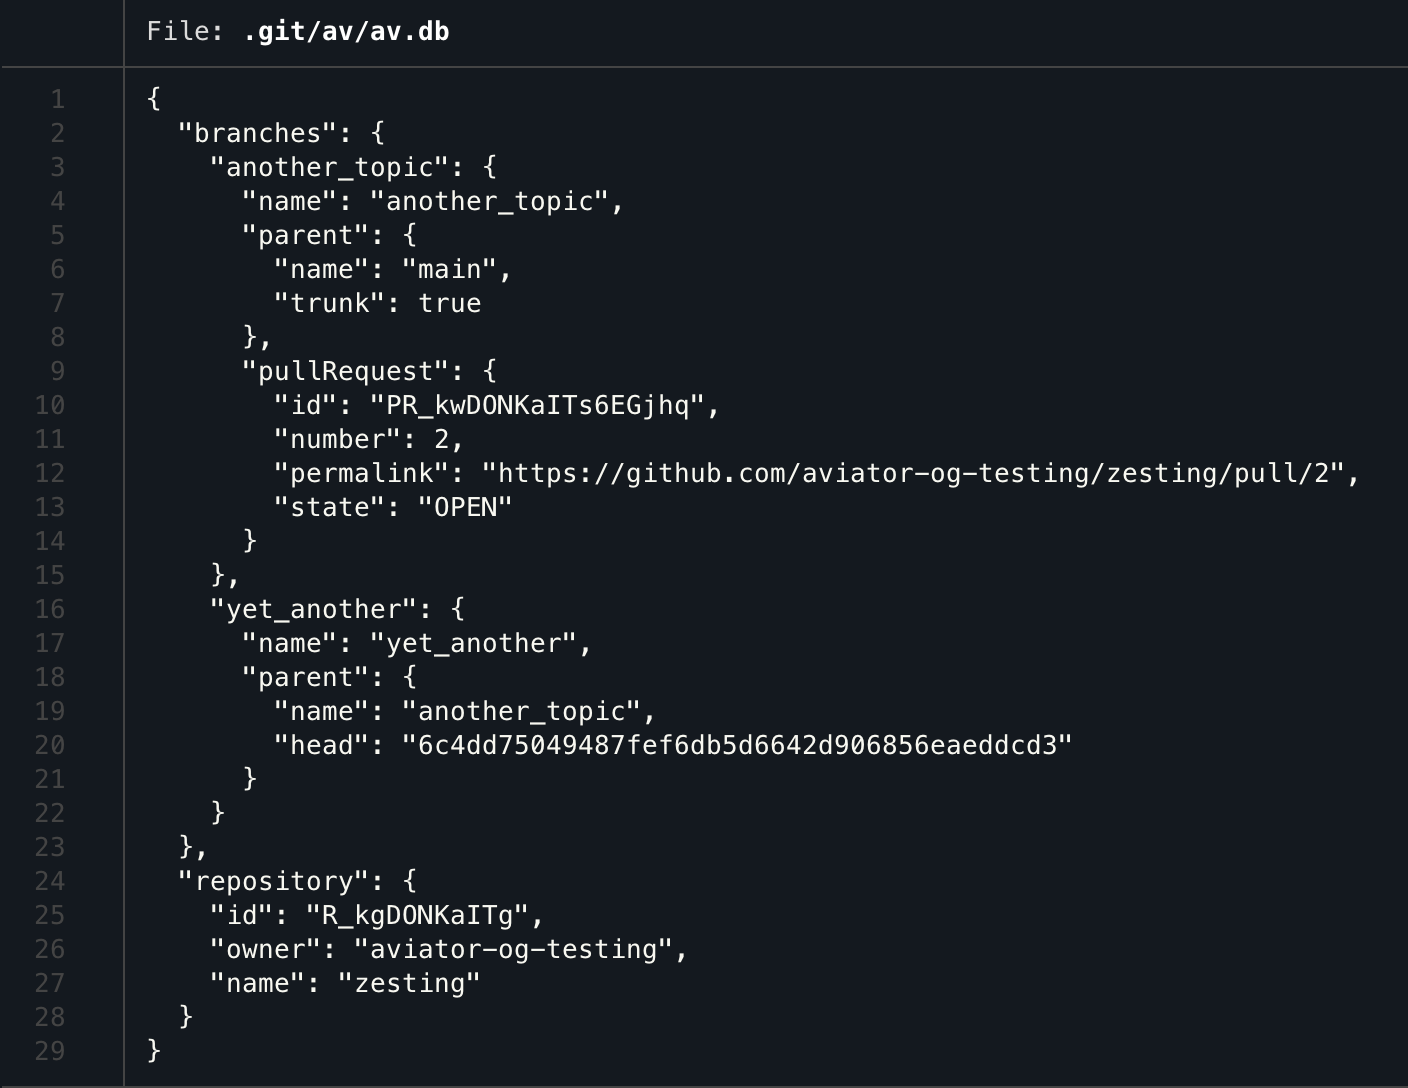 File: .git/av/av.db
1 {
2   "branches": {
3     "another_topic": {
4       "name": "another_topic",
5       "parent": {
6         "name": "main",
7         "trunk": true
8       },
9       "pullRequest": {
10         "id": "PR_kwDONKaITs6EGjhq",
11         "number": 2,
12         "permalink": "https://github.com/aviator-og-testing/zesting/pull/2",
13         "state": "OPEN"
14       }
15     },
16     "yet_another": {
17       "name": "yet_another",
18       "parent": {
19         "name": "another_topic",
20         "head": "6c4dd75049487fef6db5d6642d906856eaeddcd3"
21       }
22     }
23   },
24   "repository": {
25     "id": "R_kgDONKaITg",
26     "owner": "aviator-og-testing",
27     "name": "zesting"
28   }
29 }